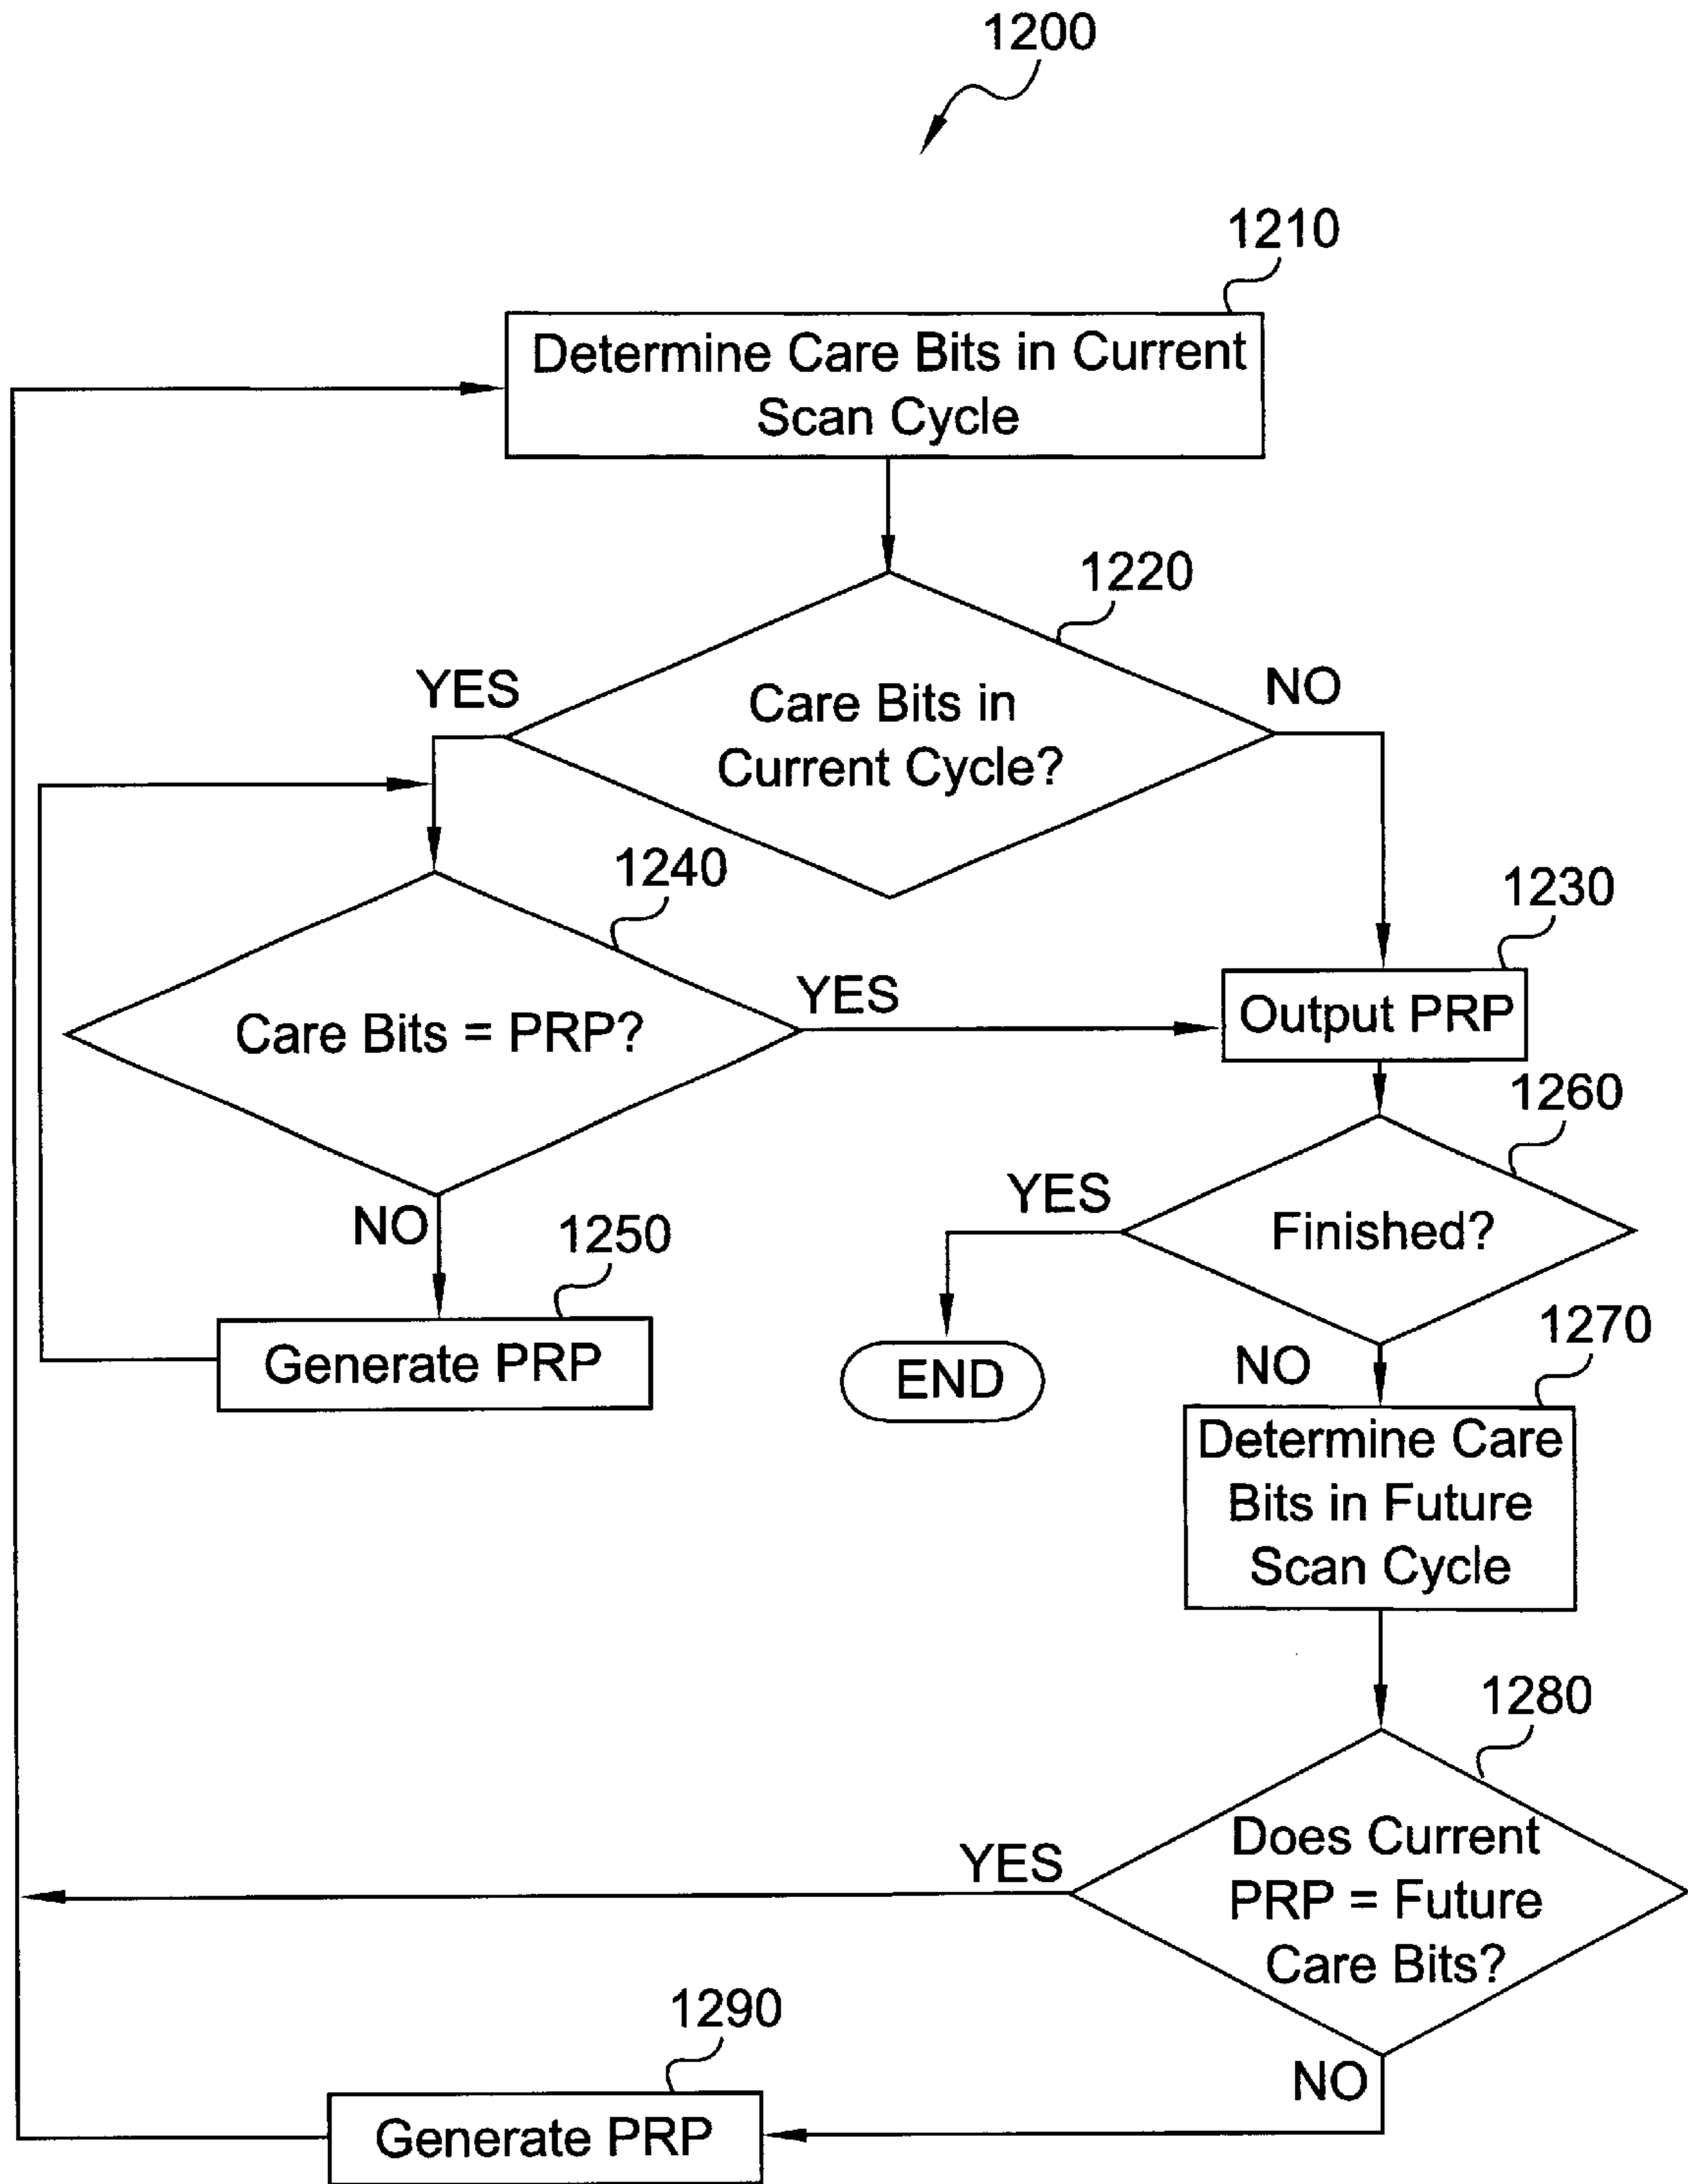 1200
1210
Determine Care Bits in Current
Scan Cycle
1220
YES
NO
Care Bits in
Current Cycle?
1240
1230
YES
Care Bits = PRP?
Output PRP
1260
YES
NO
1250
Finished?
Generate PRP
END
NO
1270
Determine Care
Bits in Future
Scan Cycle
1280
YES
Does Current
PRP = Future
Care Bits?
1290
NO
Generate PRP